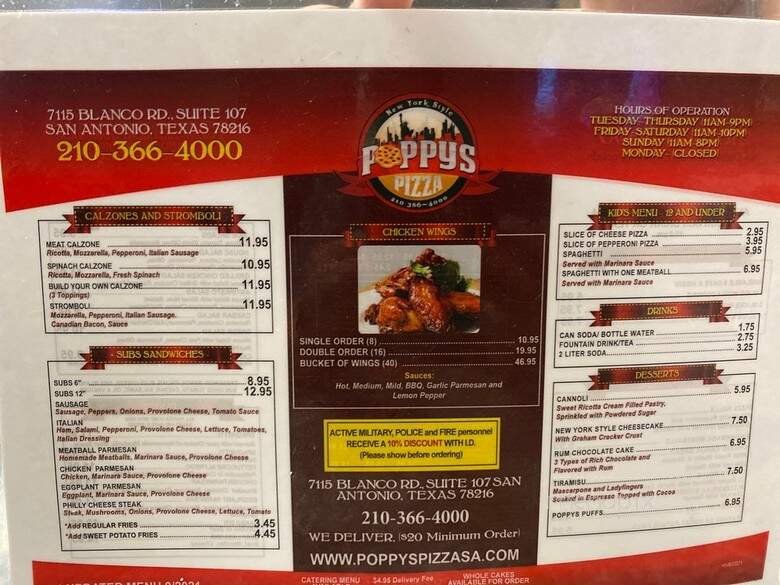 7115 BLANCO RD., SUITE 107
SAN ANTONIO, TEXAS 78216
210-366-4000
New York Style
POPPYS
PIZZA
HOURS OF OPERATION
TUESDAY-THURSDAY (11AM-9PM)
FRIDAY-SATURDAY (11AM-10PM)
SUNDAY (11AM-8PM)
MONDAY- (CLOSED)
CALZONES AND STROMBOLI
MEAT CALZONE 11.95
Ricotta, Mozzarella, Pepperoni, Italian Sausage
SPINACH CALZONE 10.95
Ricotta, Mozzarella, Fresh Spinach
BUILD YOUR OWN CALZONE 11.95
(3 Toppings)
STROMBOLI 11.95
Mozzarella, Pepperoni, Italian Sausage.
Canadian Bacon, Sauce
SUBS SANDWICHES
SUBS 6" 8.95
SUBS 12" 12.95
SAUSAGE
Sausage, Peppers, Onions, Provolone Cheese, Tomato Sauce
ITALIAN
Ham, Salami, Pepperoni, Provolone Cheese, Lettuce, Tomatoes,
Italian Dressing
MEATBALL PARMESAN
Homemade Meatballs, Marinara Sauce, Provolone Cheese
CHICKEN PARMESAN
Chicken, Marinara Sauce, Provolone Cheese
EGGPLANT PARMESAN
Eggplant, Marinara Sauce, Provolone Cheese
PHILLY CHEESE STEAK
Steak, Mushrooms, Onions, Provolone Cheese, Lettuce, Tomato
*Add REGULAR FRIES 3.45
*Add SWEET POTATO FRIES 4.45
CHICKEN WINGS
SINGLE ORDER (8) 10.95
DOUBLE ORDER (16) 19.95
BUCKET OF WINGS (40) 46.95
Sauces:
Hot, Medium, Mild, BBQ, Garlic Parmesan and
Lemon Pepper
ACTIVE MILITARY, POLICE and FIRE personnel
RECEIVE A 10% DISCOUNT WITH I.D.
(Please show before ordering)
7115 BLANCO RD., SUITE 107 SAN
ANTONIO, TEXAS 78216
210-366-4000
WE DELIVER, ($20 Minimum Order)
WWW.POPPYSPIZZASA.COM
KID'S MENU - 12 AND UNDER
SLICE OF CHEESE PIZZA 2.95
SLICE OF PEPPERONI PIZZA 3.95
SPAGHETTI 5.95
Served with Marinara Sauce
SPAGHETTI WITH ONE MEATBALL 6.95
Served with Marinara Sauce
DRINKS
CAN SODA/ BOTTLE WATER 1.75
FOUNTAIN DRINK/TEA 2.75
2 LITER SODA 3.25
DESSERTS
CANNOLI 5.95
Sweet Ricotta Cream Filled Pastry,
Sprinkled with Powdered Sugar
NEW YORK STYLE CHEESECAKE 7.50
With Graham Cracker Crust
RUM CHOCOLATE CAKE 6.95
3 Types of Rich Chocolate and
Flavored with Rum
TIRAMISU 7.50
Mascarpone and Ladyfingers
Soaked in Espresso Topped with Cocoa
POPPYS PUFFS 6.95
CATERING MENU
$4.95 Delivery Fee
WHOLE CAKES
AVAILABLE FOR ORDER